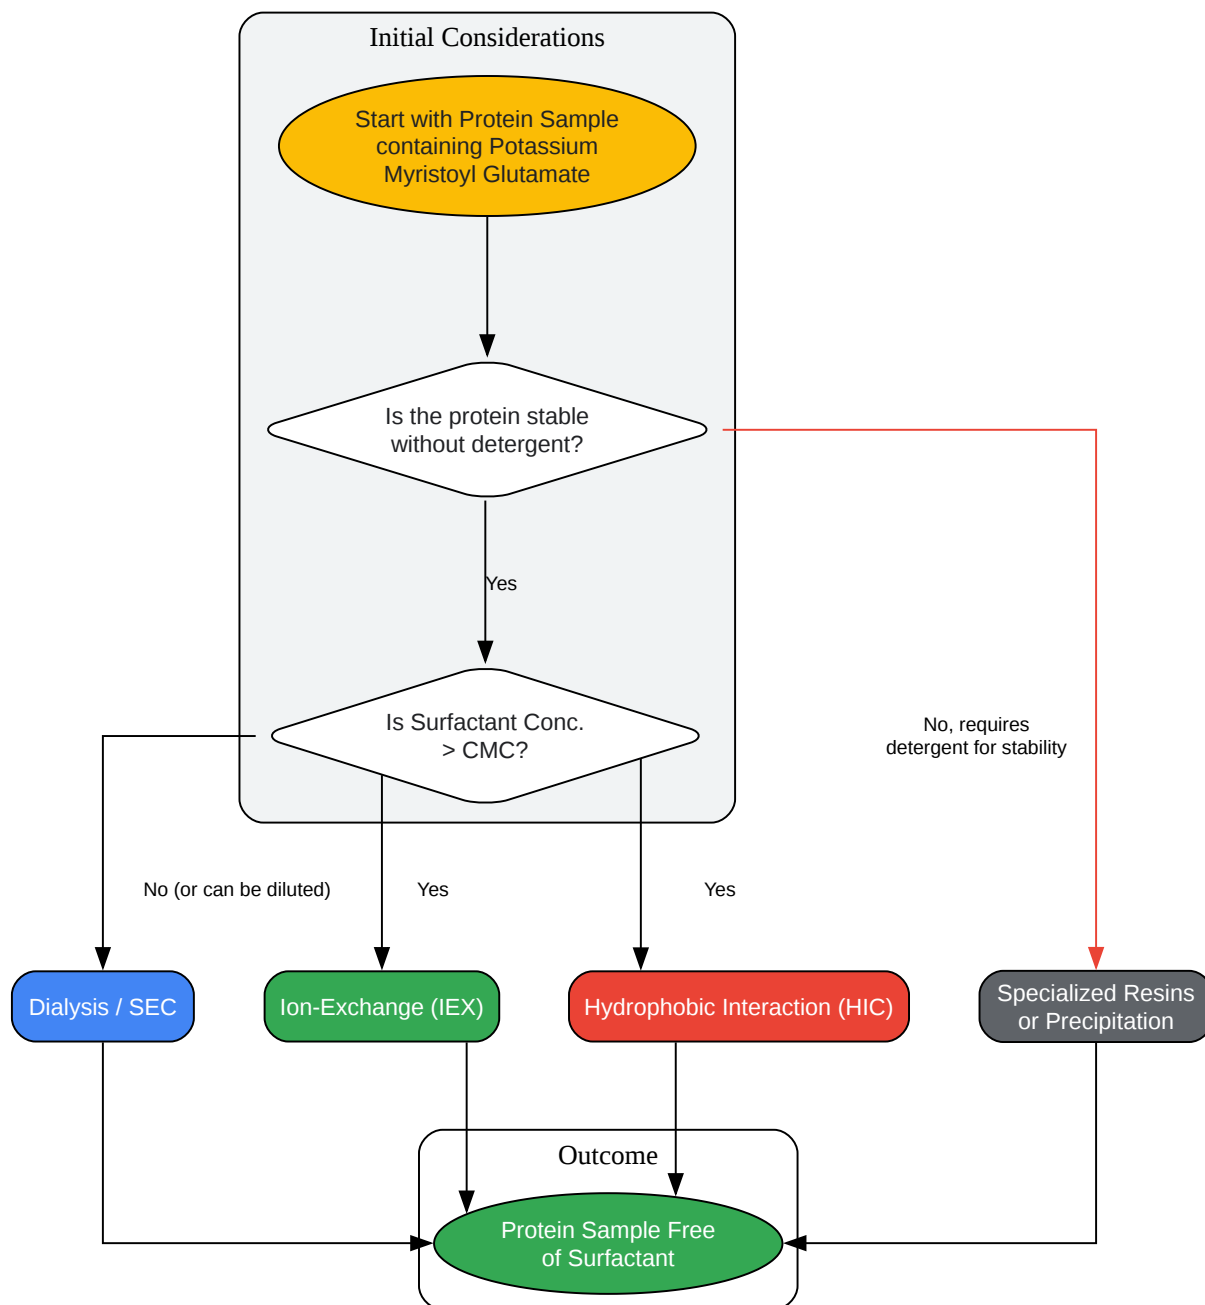 Initial Considerations
Start with Protein Sample
containing Potassium
Myristoyl Glutamate
Is the protein stable
without detergent?
Yes
Is Surfactant Conc.
> CMC?
No, requires
detergent for stability
No (or can be diluted)
Yes
Yes
Dialysis / SEC
Ion-Exchange (IEX)
Hydrophobic Interaction (HIC)
Specialized Resins
or Precipitation
Outcome
Protein Sample Free
of Surfactant